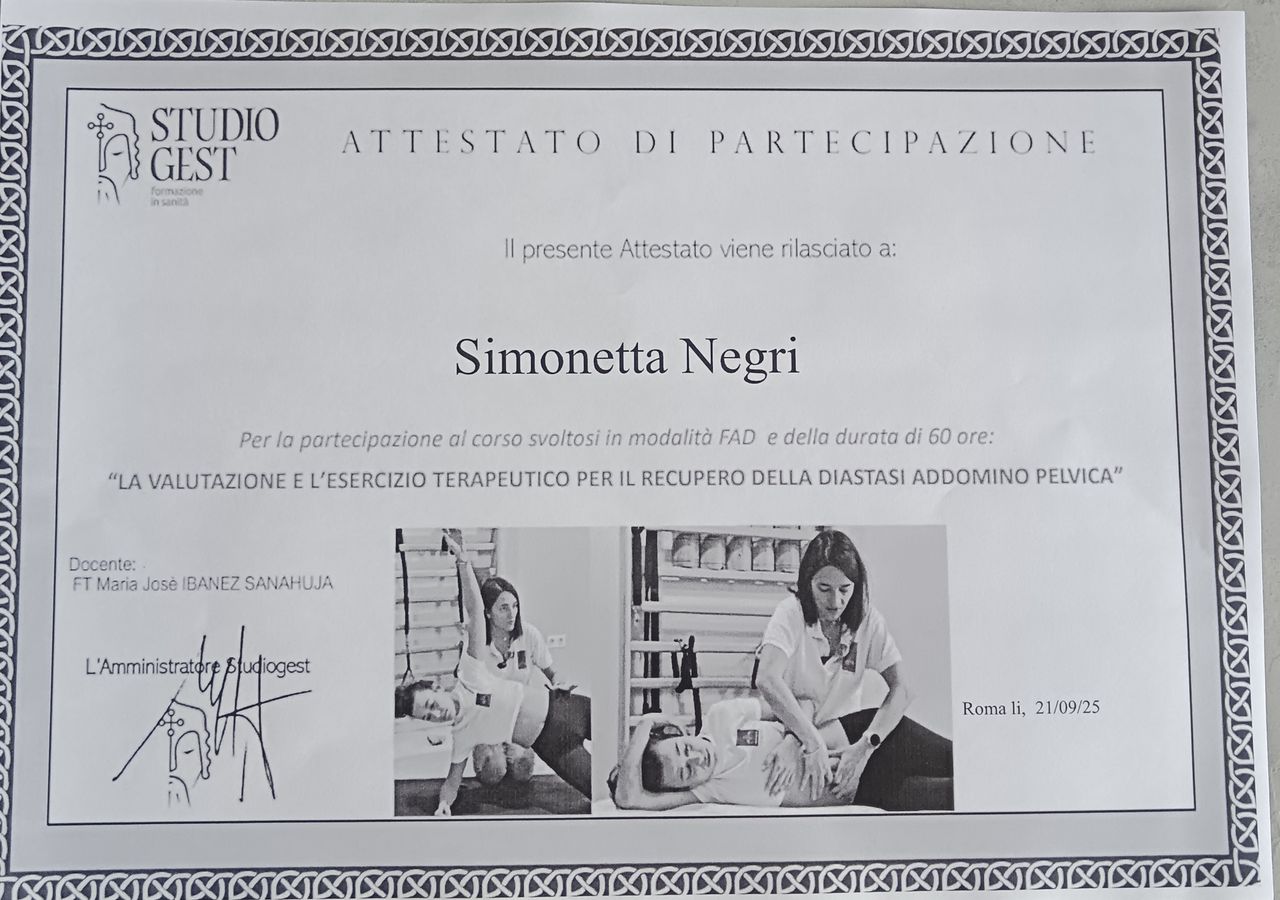 STUDIO
GEST
formazione
in sanità
ATTESTATO DI PARTECIPAZIONE
Il presente Attestato viene rilasciato a:
Simonetta Negri
Per la partecipazione al corso svoltosi in modalità FAD e della durata di 60 ore:
“LA VALUTAZIONE E L’ESERCIZIO TERAPEUTICO PER IL RECUPERO DELLA DIASTASI ADDOMINO PELVICA”
Docente:
FT Maria Josè IBANEZ SANAHUJA
L'Amministratore Studiogest
Roma li, 21/09/25